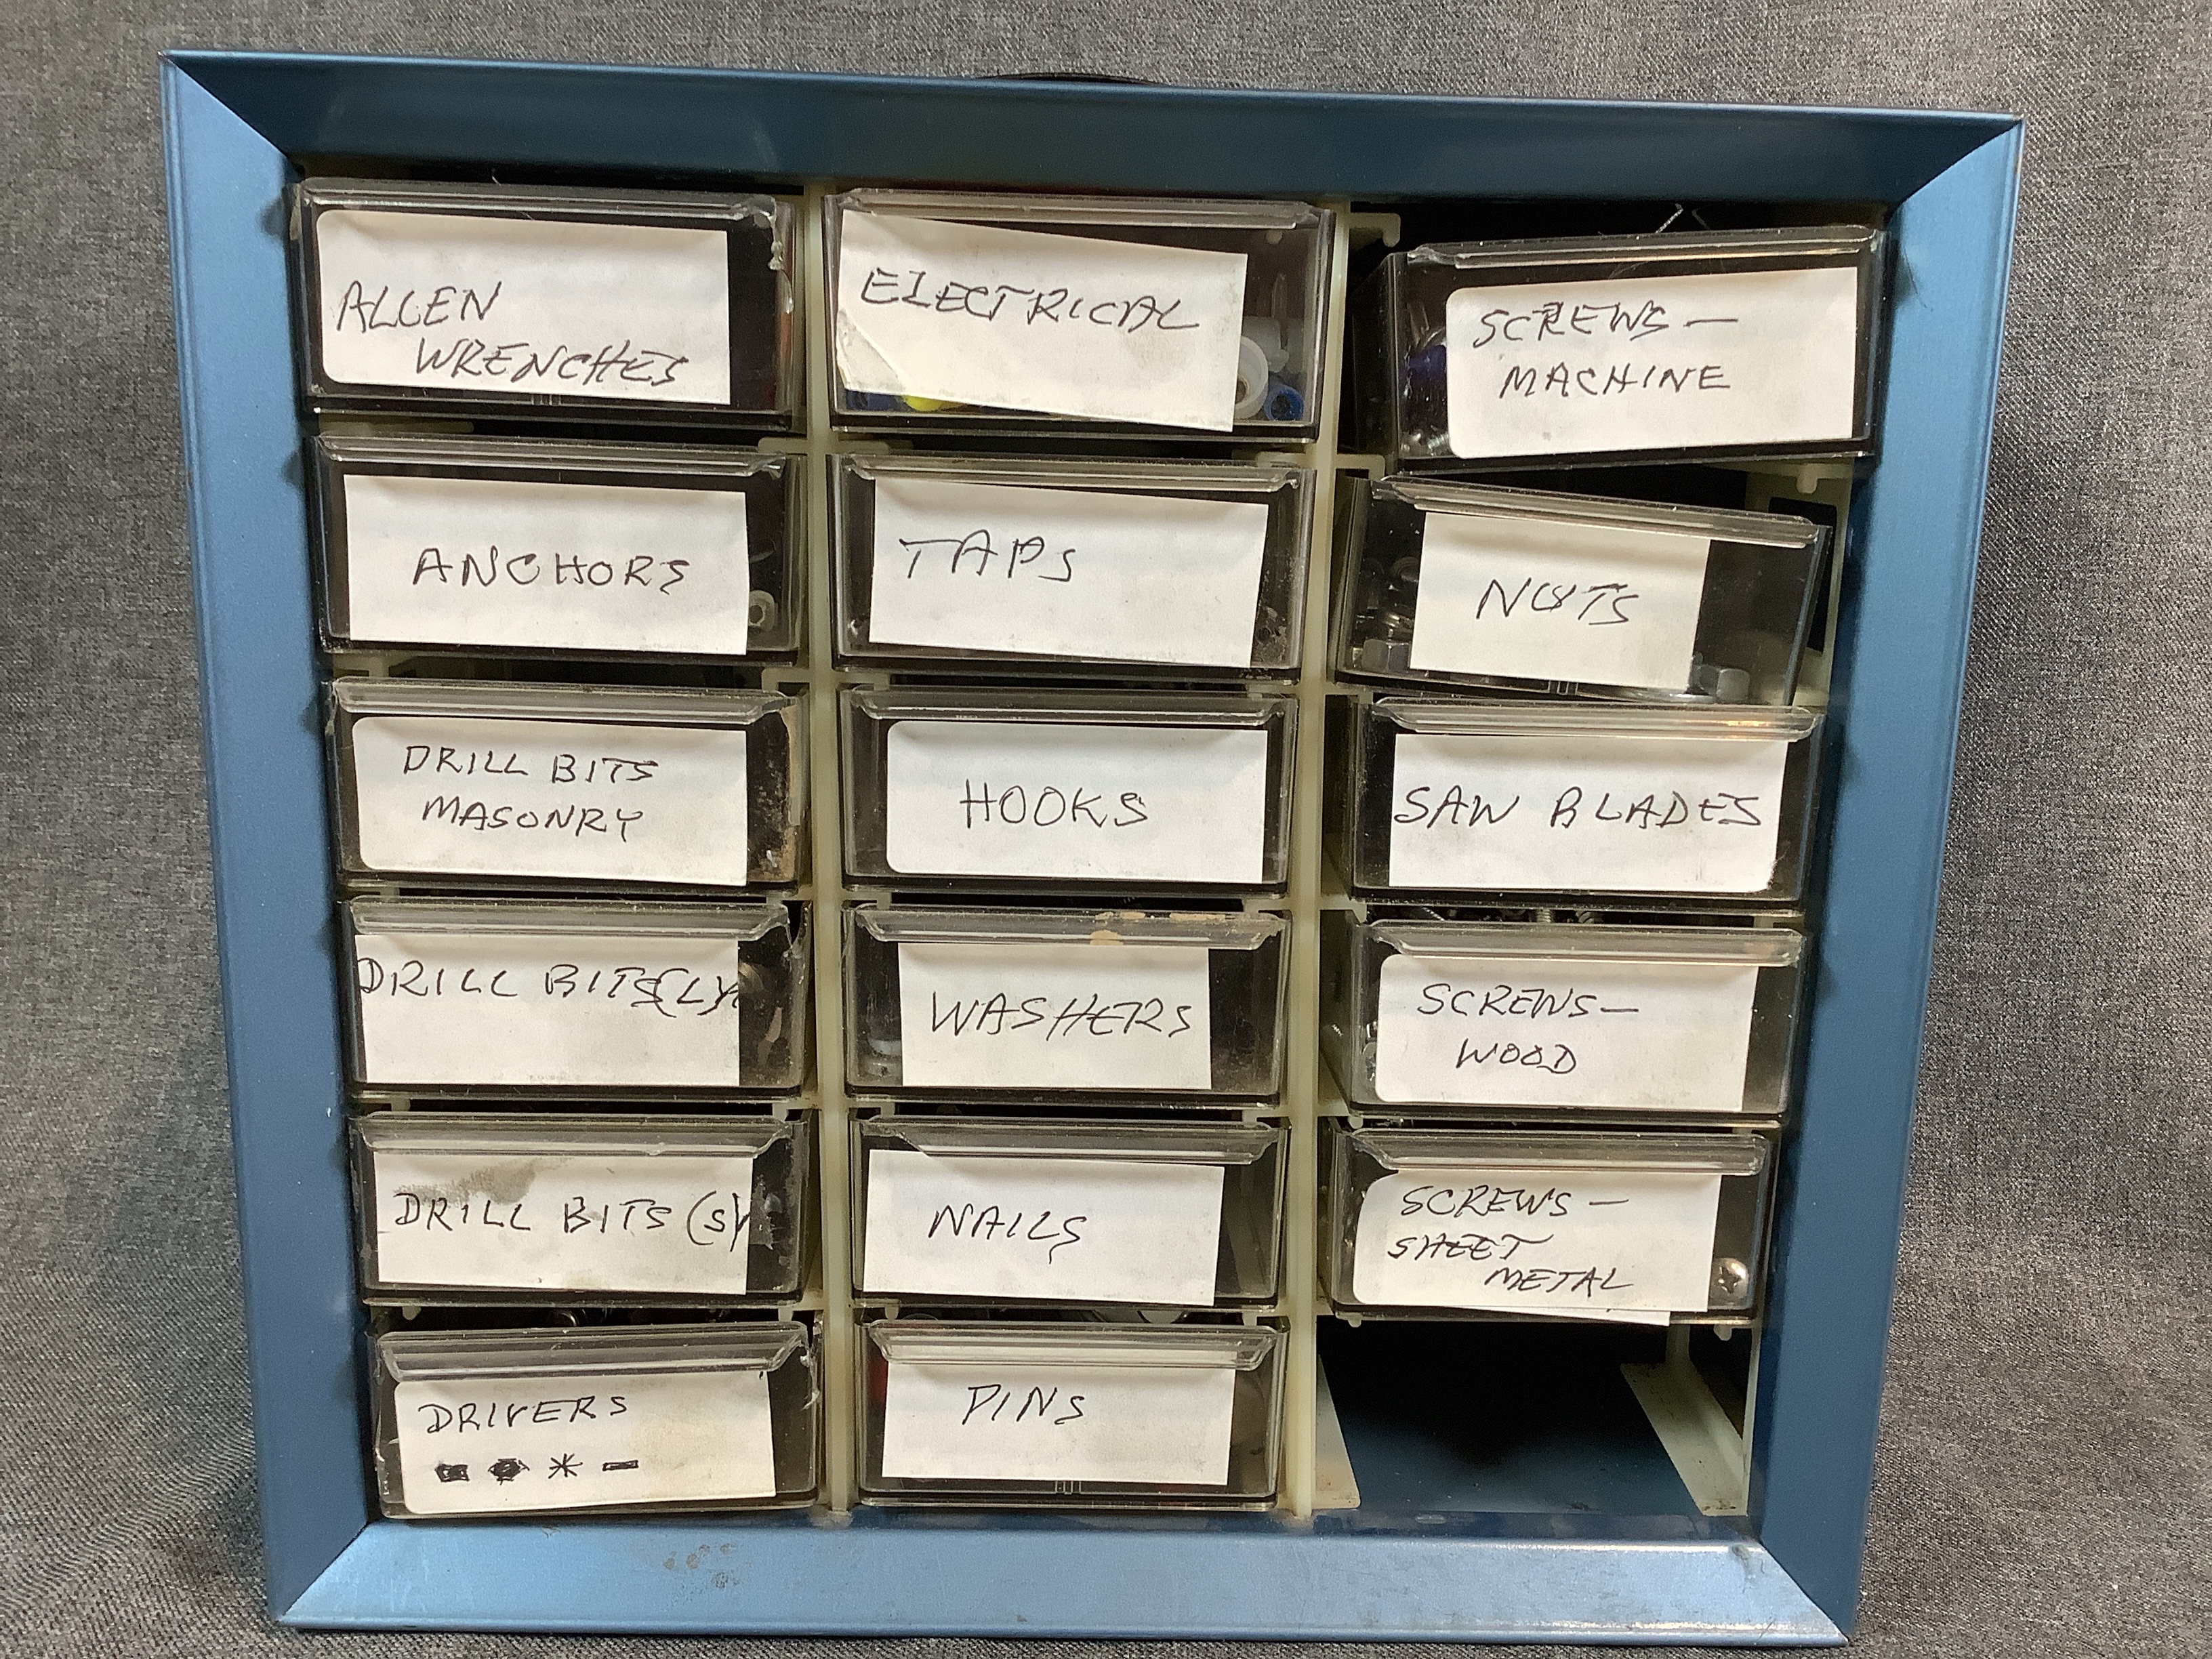 ALLEN
WRENCHES
ELECTRICAL
SCREWS —
MACHINE
ANCHORS
TAPS
NUTS
DRILL BITS
MASONRY
HOOKS
SAW BLADES
DRILL BITS(L)
WASHERS
SCREWS—
WOOD
DRILL BITS (S)
NAILS
SCREWS —
SHEET
METAL
DRIVERS
PINS